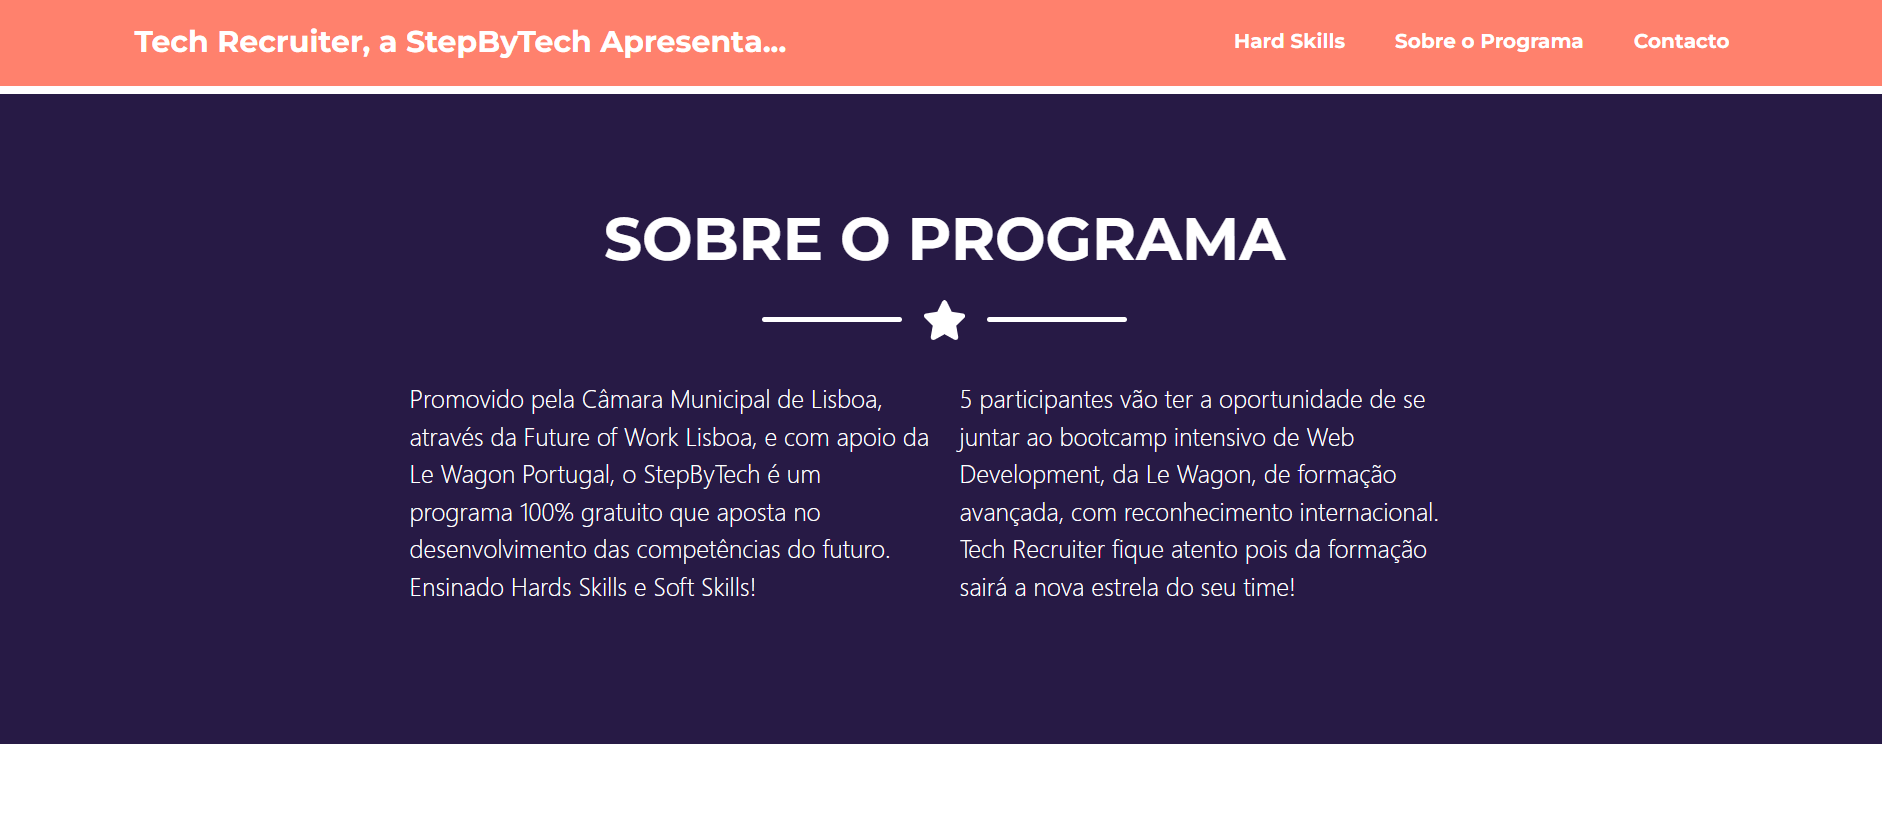 Tech Recruiter, a StepByTech Apresenta...
Hard Skills
Sobre o Programa
Contacto
SOBRE O PROGRAMA
Promovido pela Câmara Municipal de Lisboa,
através da Future of Work Lisboa, e com apoio da
Le Wagon Portugal, o StepByTech é um
programa 100% gratuito que aposta no
desenvolvimento das competências do futuro.
Ensinado Hards Skills e Soft Skills!
5 participantes vão ter a oportunidade de se
juntar ao bootcamp intensivo de Web
Development, da Le Wagon, de formação
avançada, com reconhecimento internacional.
Tech Recruiter fique atento pois da formação
sairá a nova estrela do seu time!